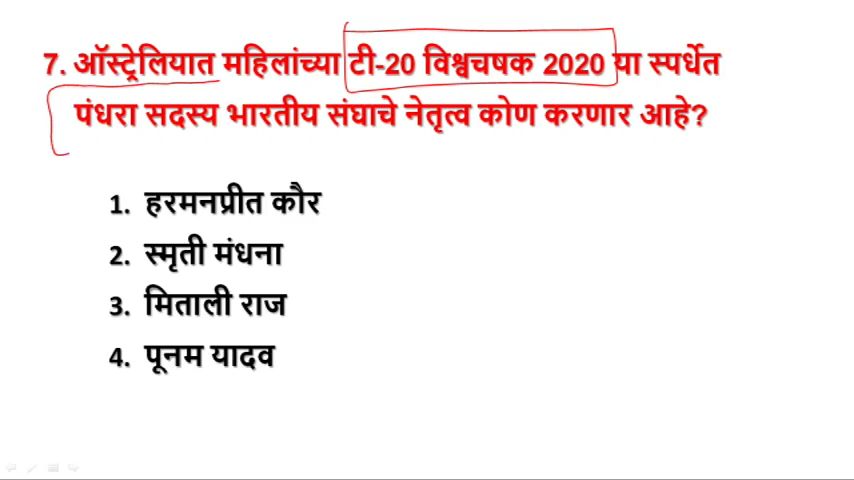 7. ऑस्ट्रेलियात महिलांच्या टी-20 विश्वचषक 2020 या स्पर्धेत
पंधरा सदस्य भारतीय संघाचे नेतृत्व कोण करणार आहे?
1. हरमनप्रीत कौर
2. स्मृती मंधना
3. मिताली राज
4. पूनम यादव